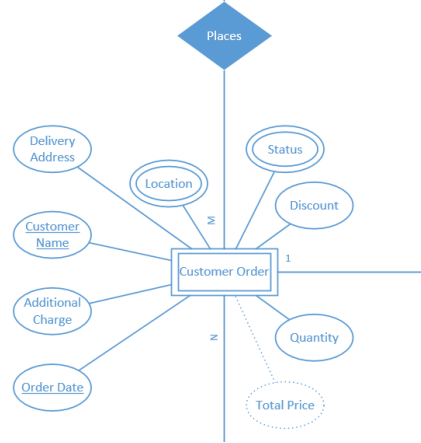 Places
Delivery
Address
Location
Status
Discount
Customer
Name
M
Customer Order
1
Additional
Charge
N
Quantity
Order Date
Total Price